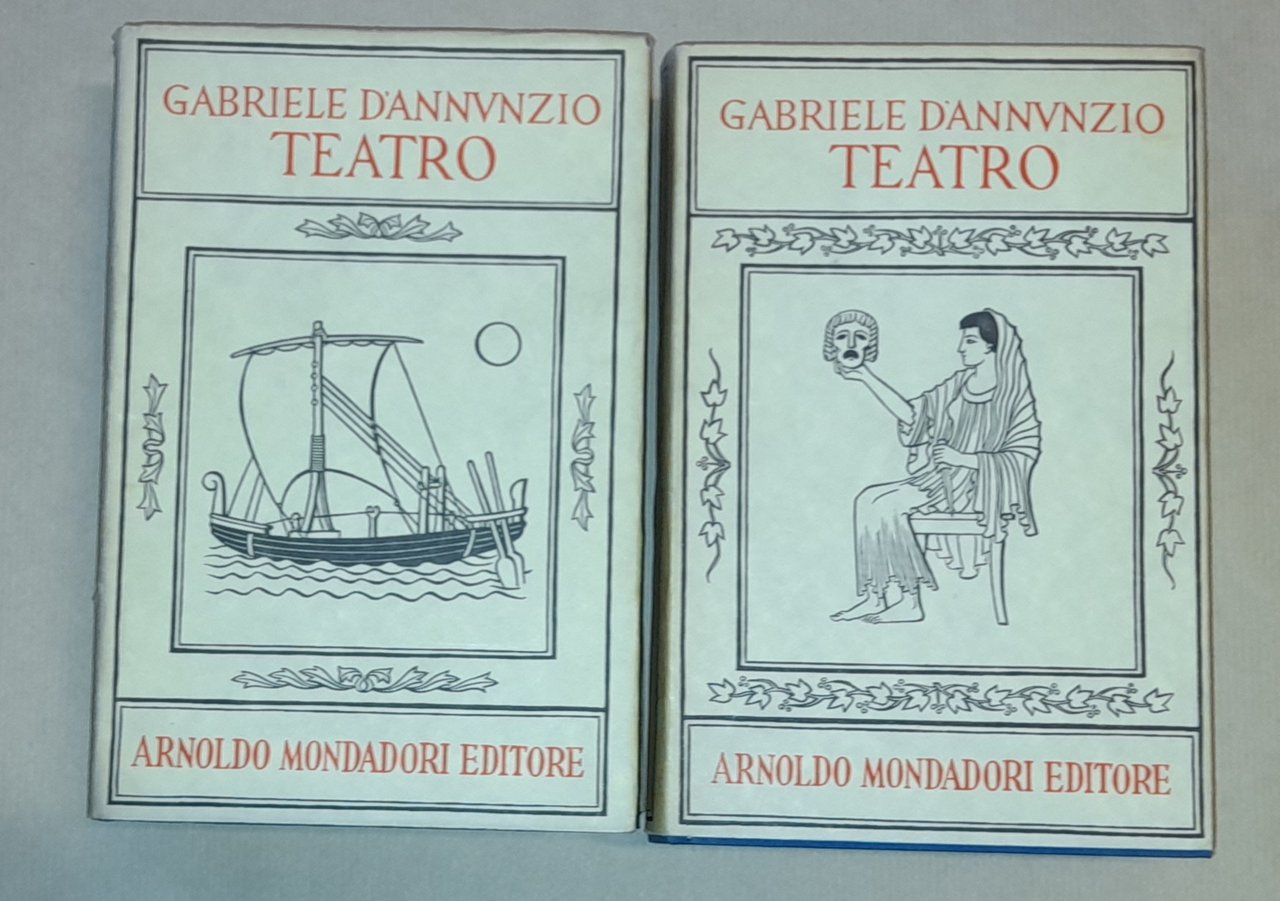 GABRIELE D'ANNVNZIO
TEATRO
ARNOLDO MONDADORI EDITORE
GABRIELE D'ANNVNZIO
TEATRO
ARNOLDO MONDADORI EDITORE